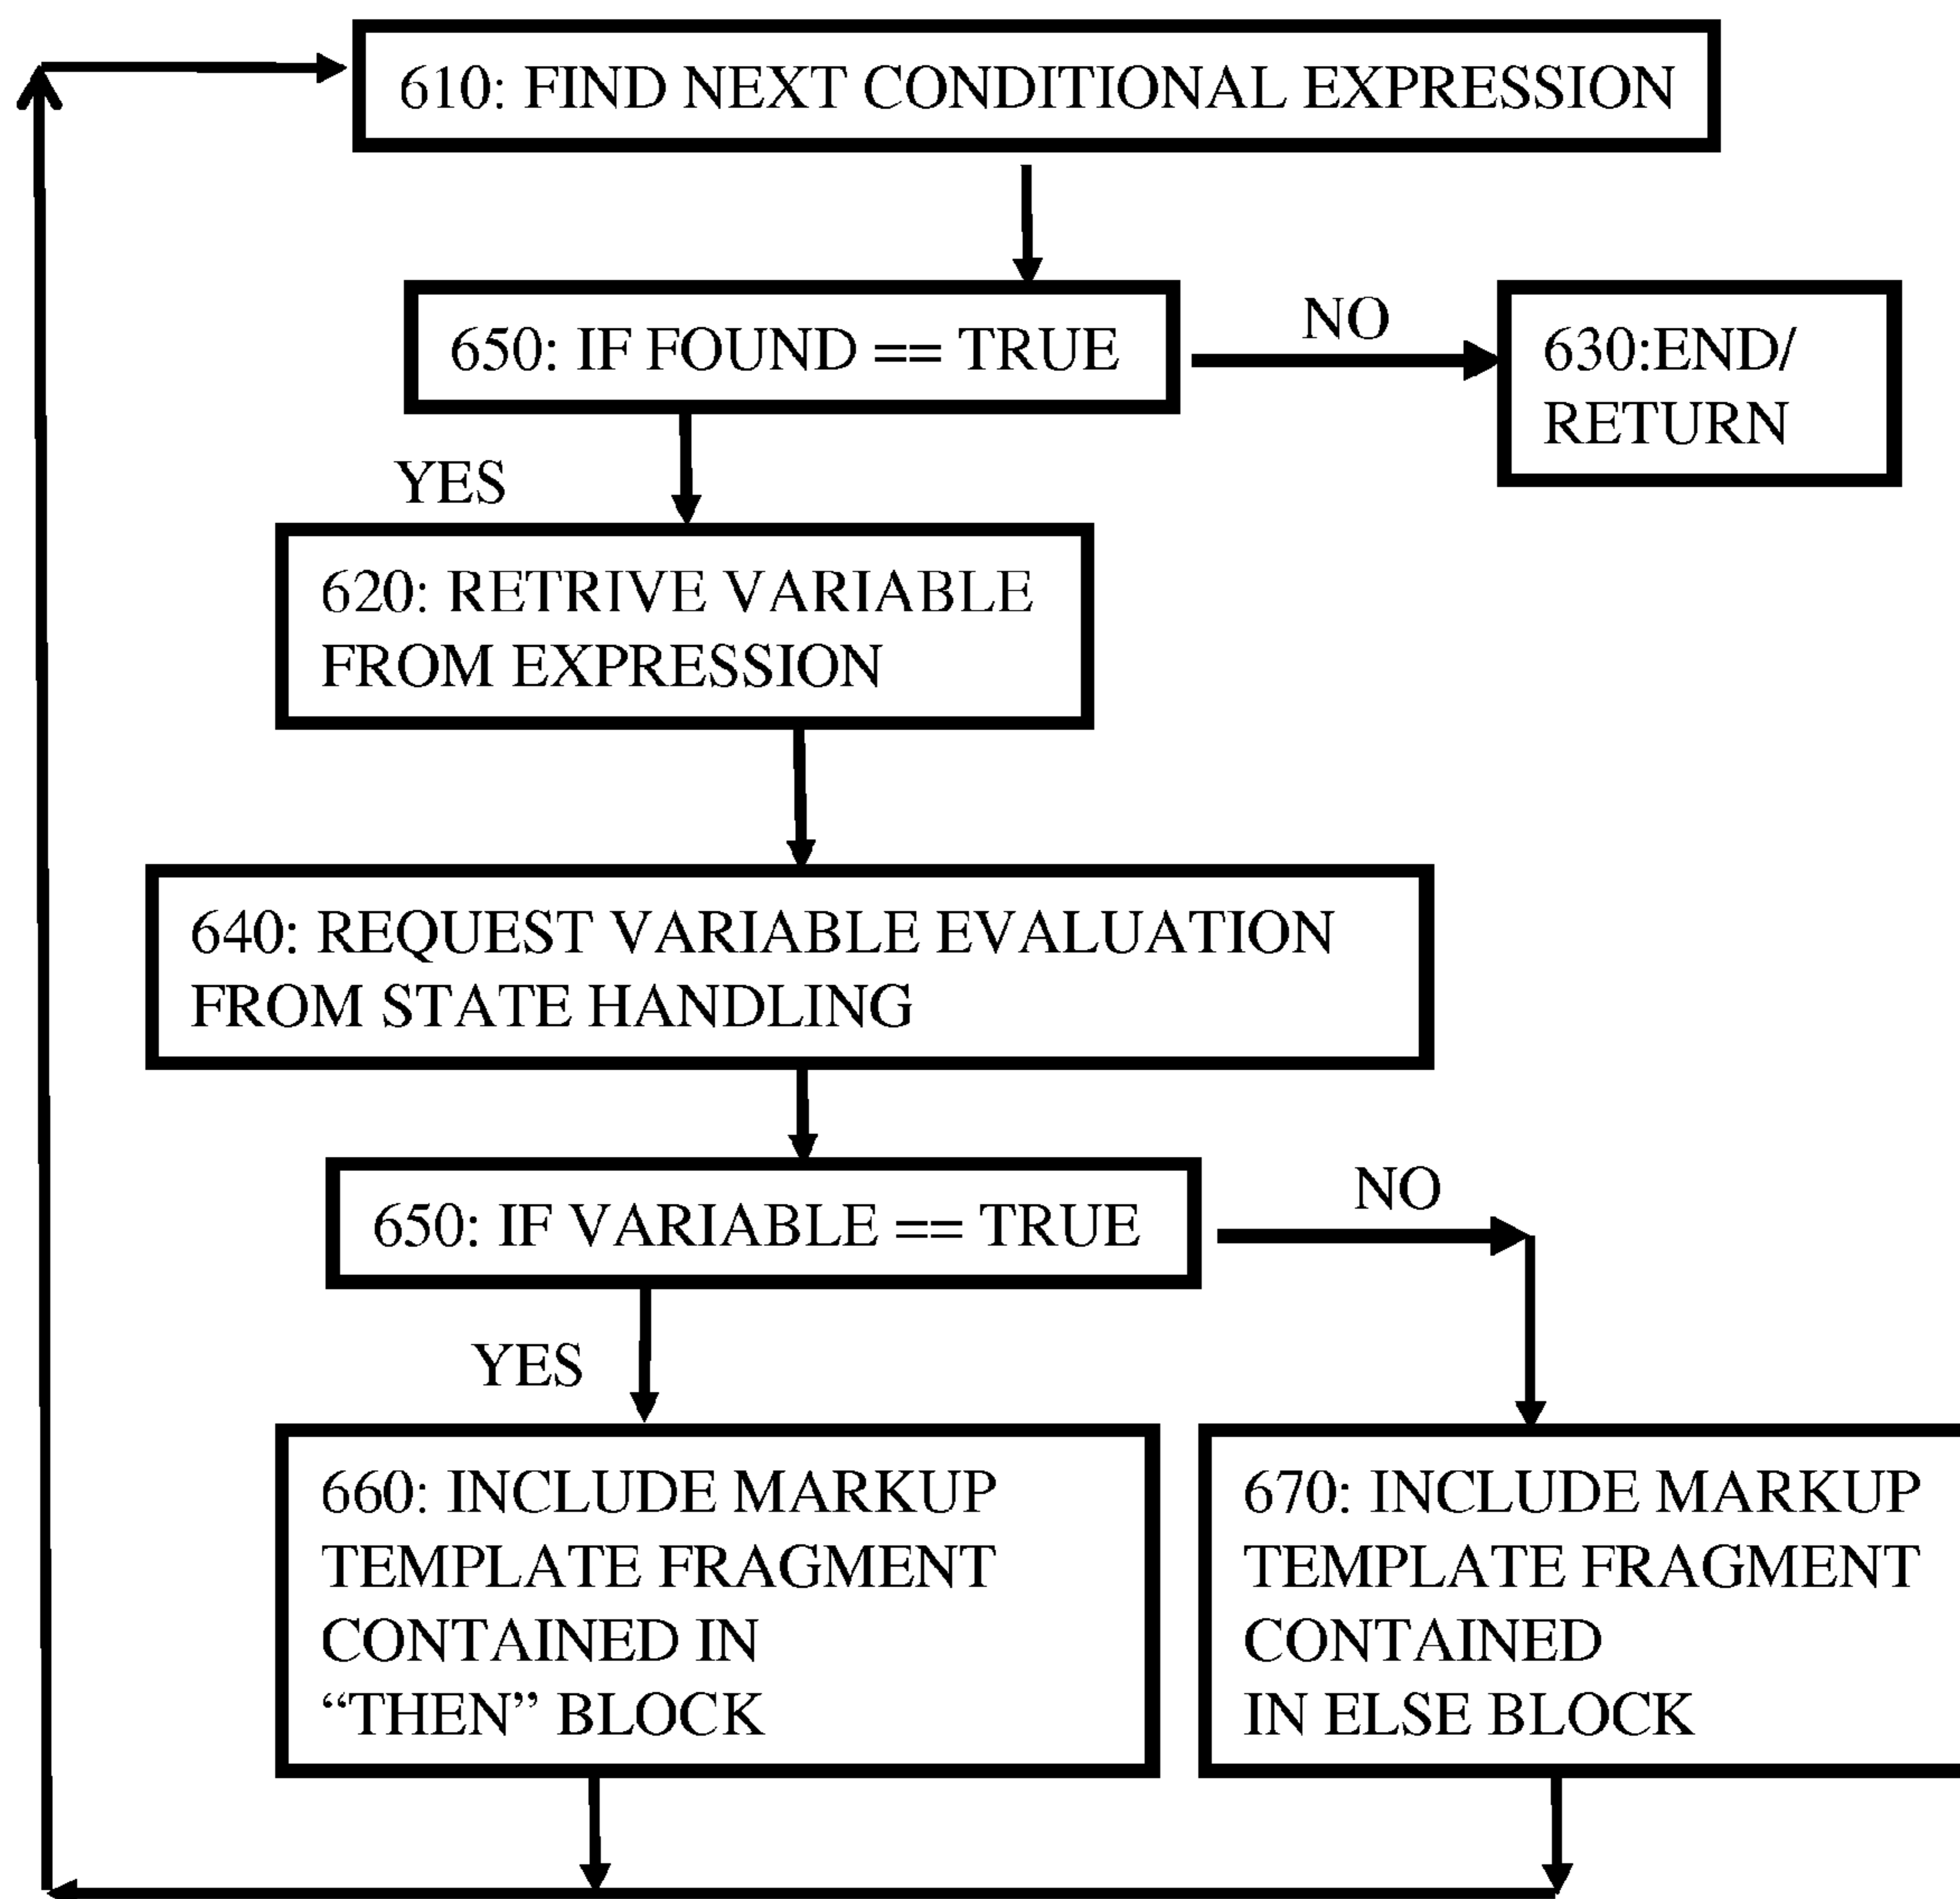 610: FIND NEXT CONDITIONAL EXPRESSION
650: IF FOUND == TRUE
NO
630:END/
RETURN
YES
620: RETRIVE VARIABLE
FROM EXPRESSION
640: REQUEST VARIABLE EVALUATION
FROM STATE HANDLING
650: IF VARIABLE == TRUE
NO
YES
660: INCLUDE MARKUP
TEMPLATE FRAGMENT
CONTAINED IN
“THEN” BLOCK
670: INCLUDE MARKUP
TEMPLATE FRAGMENT
CONTAINED
IN ELSE BLOCK